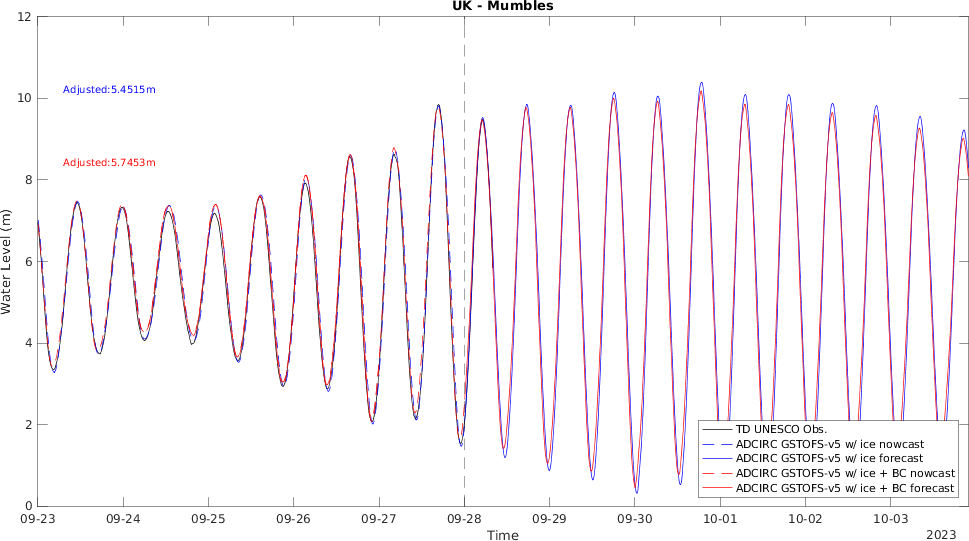 UK - Mumbles
12
10
8
6
4
2
0
Water Level (m)
Adjusted:5.4515m
Adjusted:5.7453m
TD UNESCO Obs.
ADCIRC GSTOFS-v5 w/ ice nowcast
ADCIRC GSTOFS-v5 w/ ice forecast
ADCIRC GSTOFS-v5 w/ ice + BC nowcast
ADCIRC GSTOFS-v5 w/ ice + BC forecast
09-23 09-24 09-25 09-26 09-27 09-28 09-29 09-30 10-01 10-02 10-03
Time
2023